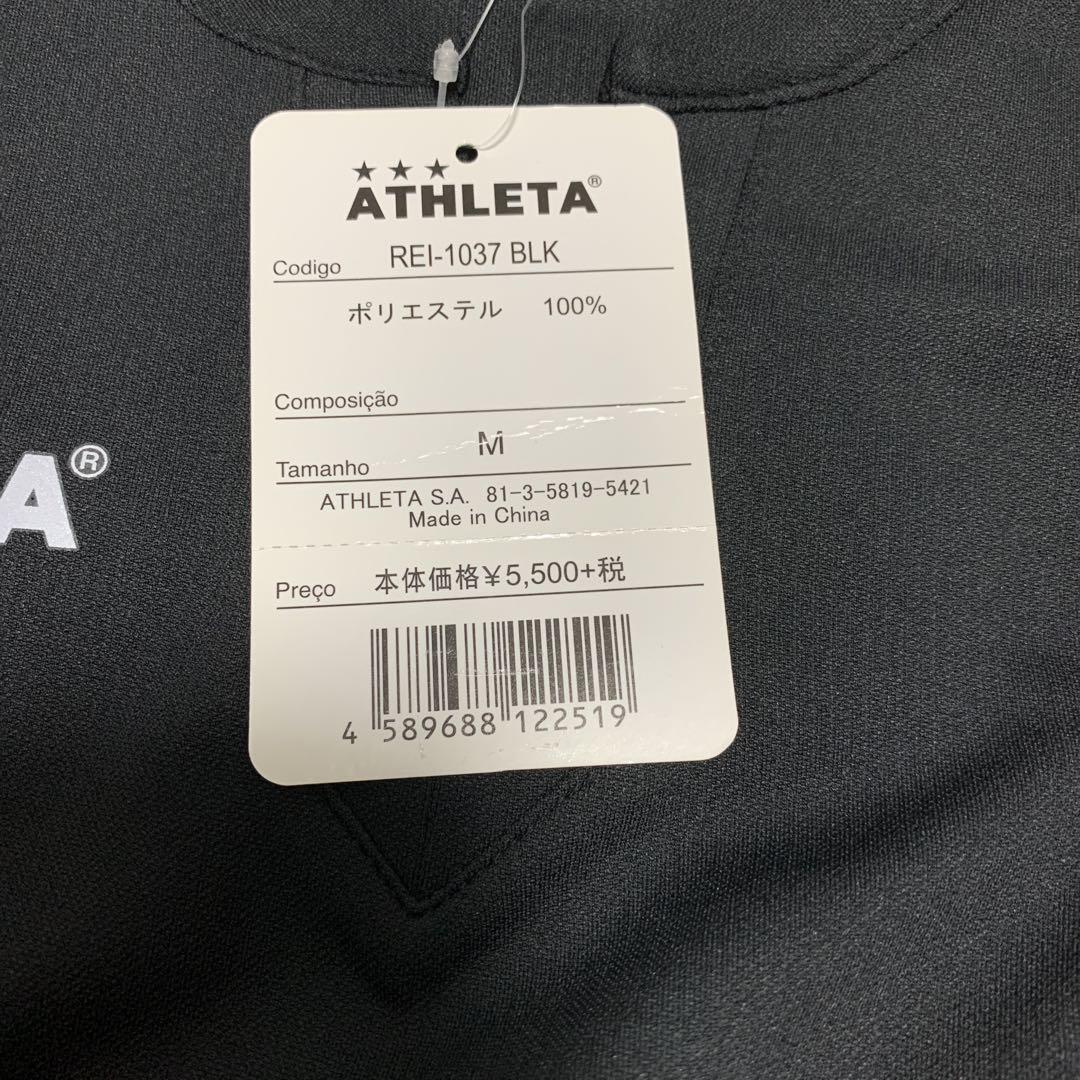 ★★★
ATHLETA®
Codigo REI-1037 BLK
ポリエステル 100%
Composição
Tamanho M
ATHLETA S.A. 81-3-5819-5421
Made in China
Preço 本体価格¥5,500+税
4 589688 122519
A®